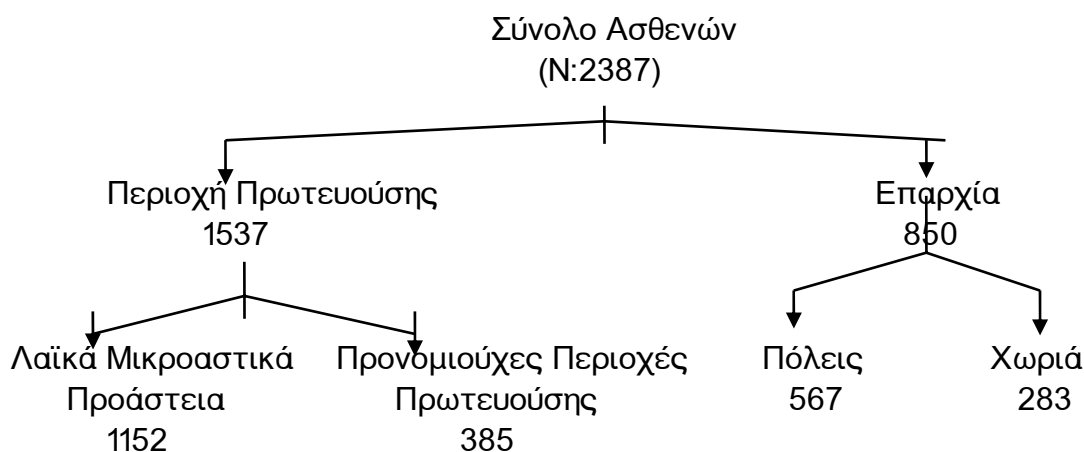 Σύνολο Ασθενών
(Ν:2387)
Περιοχή Πρωτευούσης
1537
Επαρχία
850
Λαϊκά Μικροαστικά
Προάστεια
1152
Προνομιούχες Περιοχές
Πρωτευούσης
385
Πόλεις
567
Χωριά
283